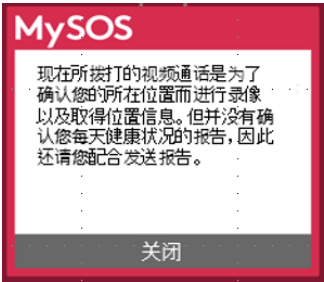 MySOS
现在所拨打的视频通话是为了
确认您的所在位置而进行录像
以及取得位置信息。但并没有确
认您每天健康状况的报告，因此
还请您配合发送报告。
关闭